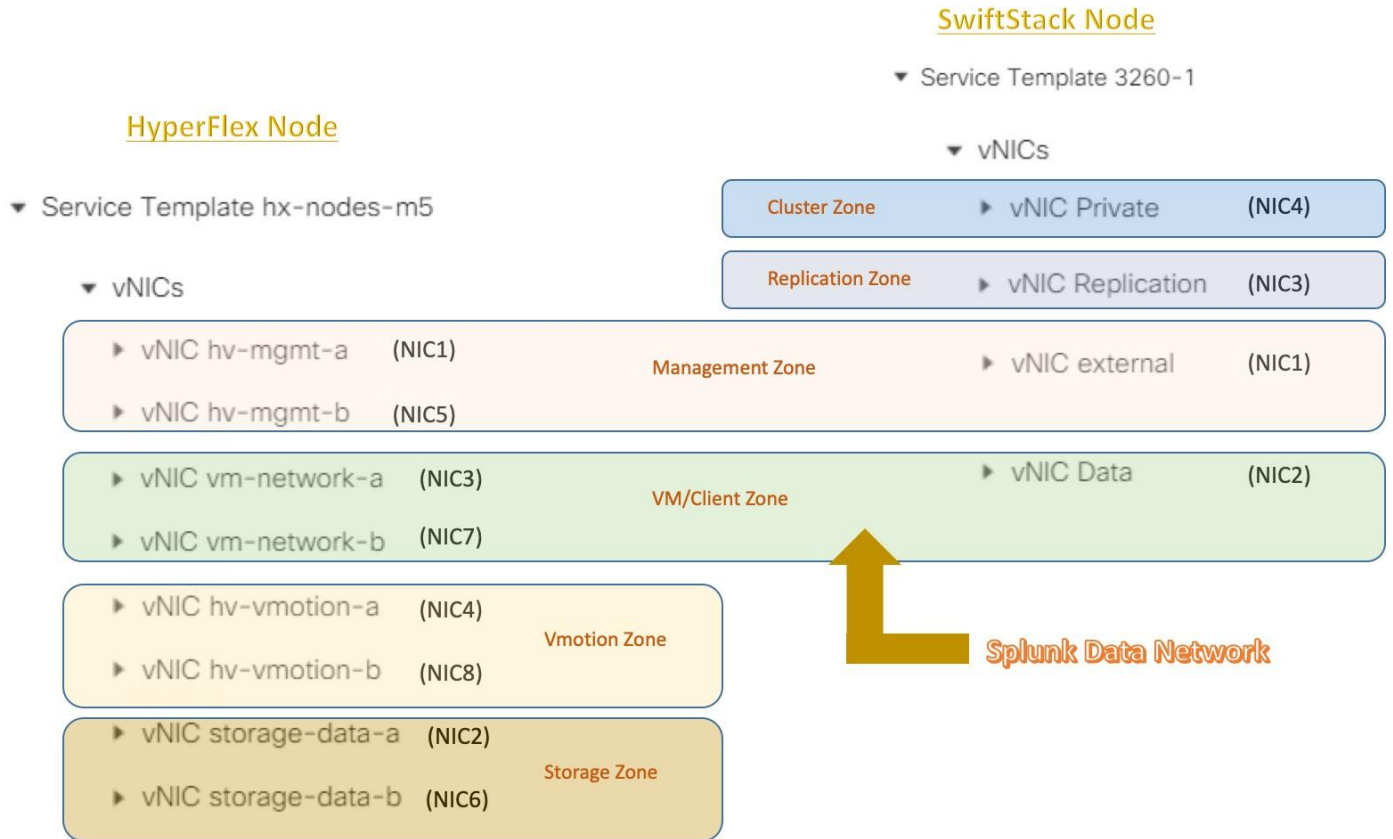 SwiftStack Node
Service Template 3260-1
HyperFlex Node
vNICs
Service Template hx-nodes-m5
Cluster Zone vNIC Private (NIC4)
vNICs
Replication Zone vNIC Replication (NIC3)
vNIC hv-mgmt-a (NIC1) Management Zone vNIC external (NIC1)
vNIC hv-mgmt-b (NIC5)
vNIC vm-network-a (NIC3) VM/Client Zone vNIC Data (NIC2)
vNIC vm-network-b (NIC7)
vNIC hv-vmotion-a (NIC4)
Vmotion Zone
Splunk Data Network
vNIC hv-vmotion-b (NIC8)
vNIC storage-data-a (NIC2)
Storage Zone
vNIC storage-data-b (NIC6)